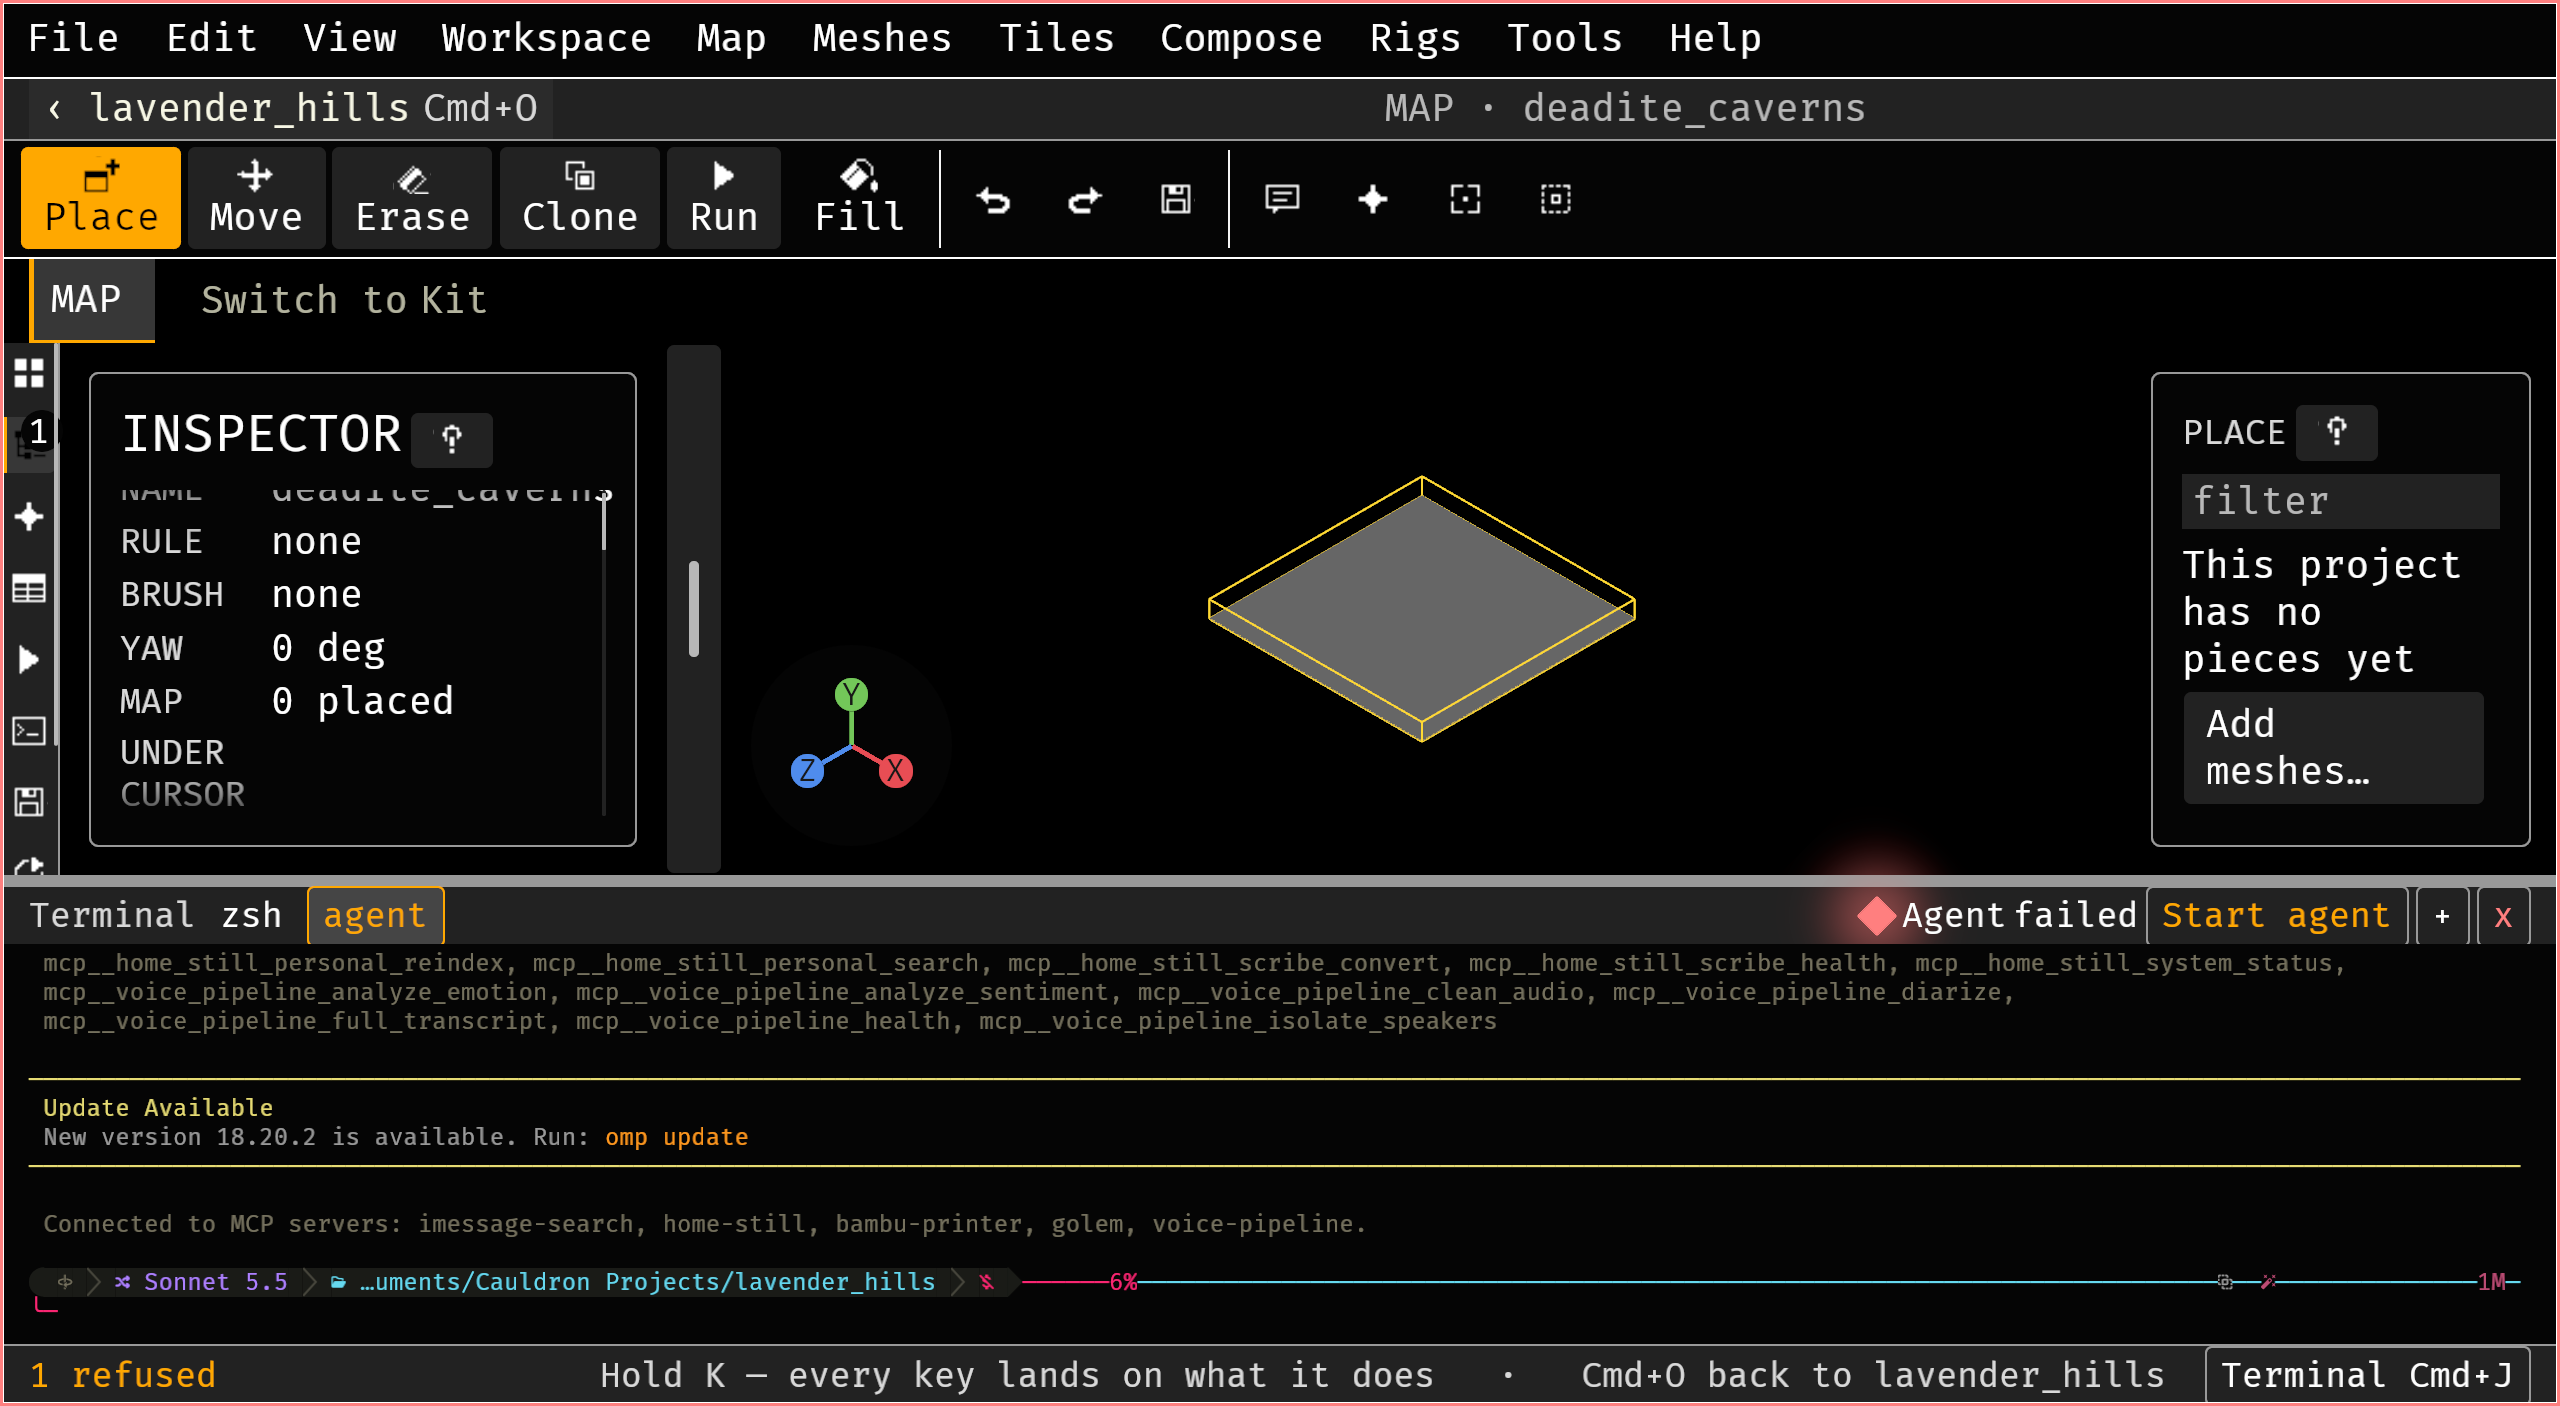 File Edit View Workspace Map Meshes Tiles Compose Rigs Tools Help
‹ lavender_hills Cmd+O
MAP · deadite_caverns
Place Move Erase Clone Run Fill
MAP Switch to Kit
1
INSPECTOR
NAME deadite_caverns
RULE none
BRUSH none
YAW 0 deg
MAP 0 placed
UNDER
CURSOR
Y
Z X
PLACE
filter
This project
has no
pieces yet
Add
meshes…
Terminal zsh agent
Agent failed Start agent + x
mcp__home_still_personal_reindex, mcp__home_still_personal_search, mcp__home_still_scribe_convert, mcp__home_still_scribe_health, mcp__home_still_system_status,
mcp__voice_pipeline_analyze_emotion, mcp__voice_pipeline_analyze_sentiment, mcp__voice_pipeline_clean_audio, mcp__voice_pipeline_diarize,
mcp__voice_pipeline_full_transcript, mcp__voice_pipeline_health, mcp__voice_pipeline_isolate_speakers
Update Available
New version 18.20.2 is available. Run: omp update
Connected to MCP servers: imessage-search, home-still, bambu-printer, golem, voice-pipeline.
Sonnet 5.5 …uments/Cauldron Projects/lavender_hills 6% 1M
1 refused
Hold K — every key lands on what it does · Cmd+O back to lavender_hills
Terminal Cmd+J